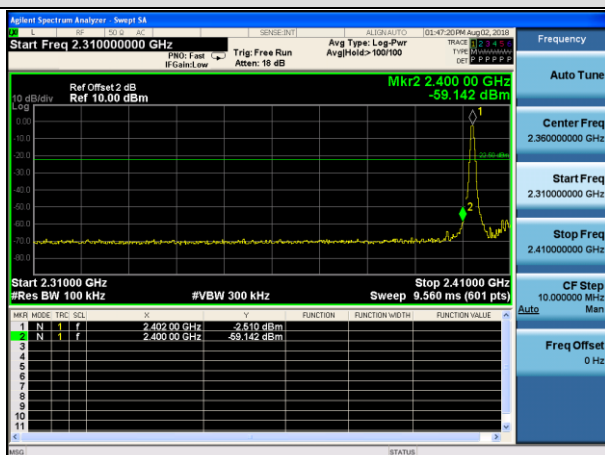 Agilent Spectrum Analyzer - Swept SA
L RF 50 Ω AC SENSE:INT ALIGNAUTO 01:47:20 PM Aug 02, 2018
Start Freq 2.310000000 GHz
PNO: Fast
IFGain:Low
Trig: Free Run
Atten: 18 dB
Avg Type: Log-Pwr
Avg|Hold:>100/100
TRACE 1 2 3 4 5 6
TYPE
DET P P P P P P
Frequency
Auto Tune
Center Freq
2.360000000 GHz
Start Freq
2.310000000 GHz
Stop Freq
2.410000000 GHz
CF Step
10.000000 MHz
Auto Man
Freq Offset
0 Hz
Mkr2 2.400 00 GHz
-59.142 dBm
Ref Offset 2 dB
Ref 10.00 dBm
10 dB/div
Log
1
0.00
-10.0
-20.0
-22.50 dBm
-30.0
-40.0
-50.0
2
-60.0
-70.0
-80.0
Start 2.31000 GHz Stop 2.41000 GHz
#Res BW 100 kHz #VBW 300 kHz Sweep 9.560 ms (601 pts)
MKR MODE TRC SCL X Y FUNCTION FUNCTION WIDTH FUNCTION VALUE
1 N 1 f 2.402 00 GHz -2.510 dBm
2 N 1 f 2.400 00 GHz -59.142 dBm
3
4
5
6
7
8
9
10
11
MSG STATUS